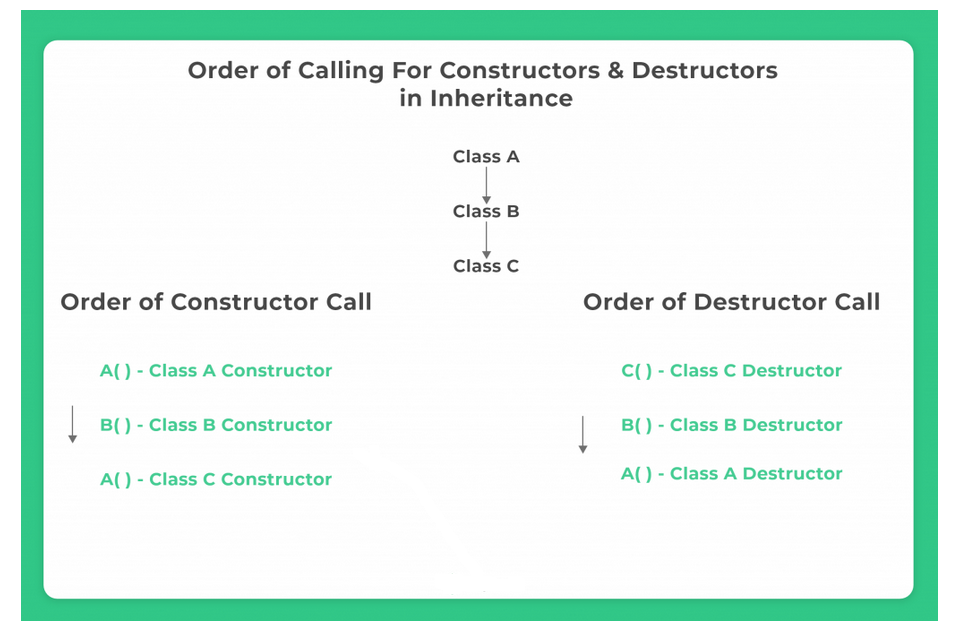 Order of Calling For Constructors & Destructors
in Inheritance
Class A
Class B
Class C
Order of Constructor Call
A( ) - Class A Constructor
B( ) - Class B Constructor
A( ) - Class C Constructor
Order of Destructor Call
C( ) - Class C Destructor
B( ) - Class B Destructor
A( ) - Class A Destructor